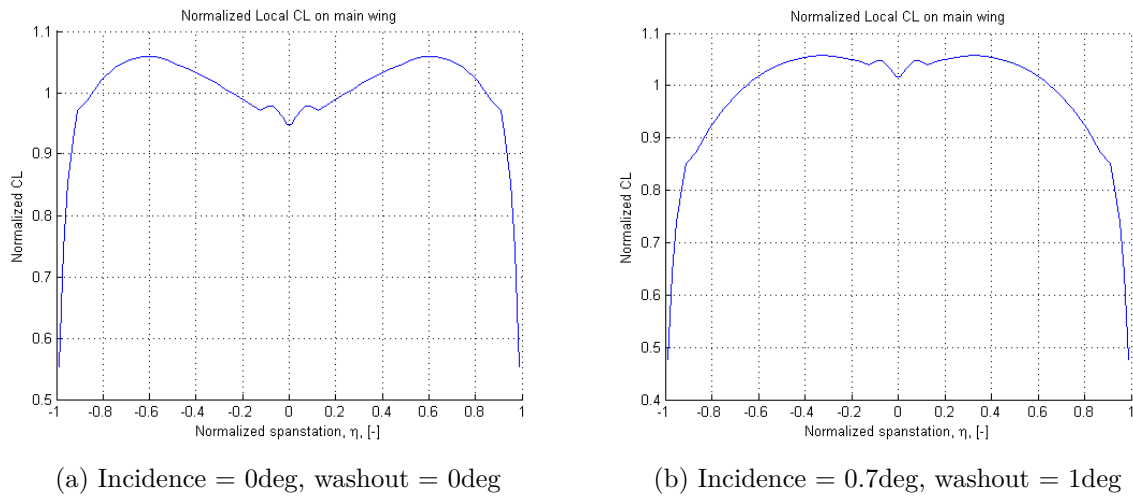 Normalized Local CL on main wing
1.1
1
0.9
0.8
0.7
0.6
0.5
Normalized CL
-1 -0.8 -0.6 -0.4 -0.2 0 0.2 0.4 0.6 0.8 1
Normalized spanstation, η, [-]
(a) Incidence = 0deg, washout = 0deg
Normalized Local CL on main wing
1.1
1
0.9
0.8
0.7
0.6
0.5
0.4
Normalized CL
-1 -0.8 -0.6 -0.4 -0.2 0 0.2 0.4 0.6 0.8 1
Normalized spanstation, η, [-]
(b) Incidence = 0.7deg, washout = 1deg